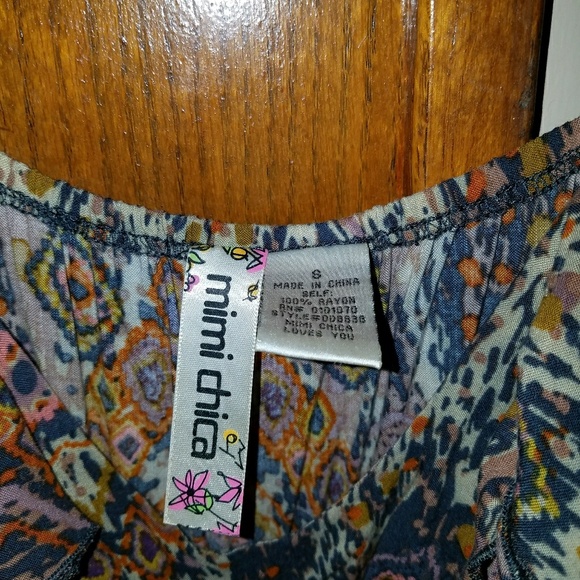 mimi chica
S
MADE IN CHINA
SELF:
100% RAYON
RN# 0101070
STYLE#D08838
MIMI CHICA
LOVES YOU